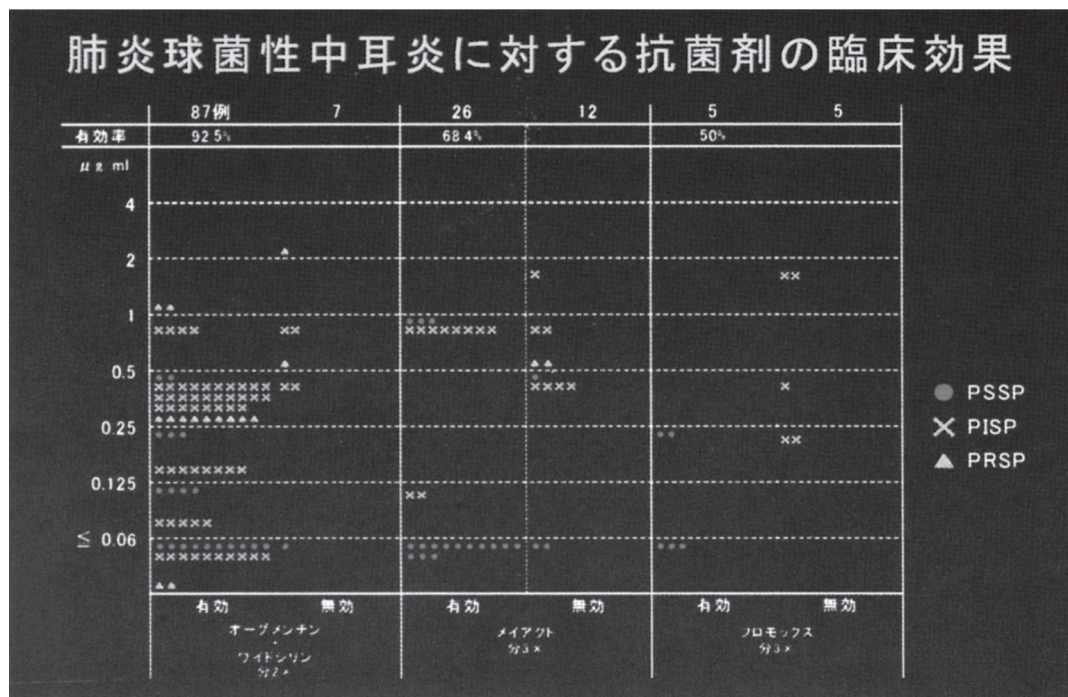 肺炎球菌性中耳炎に対する抗菌剤の臨床効果
87例 7 26 12 5 5
有効率 92.5% 68.4% 50%
μg ml
4
2
1
0.5
0.25
0.125
≦ 0.06
PSSP
PISP
PRSP
有効 無効 有効 無効 有効 無効
オーグメンチン メイアクト フロモックス
・ 分3× 分3×
ワイドシリン
分2×